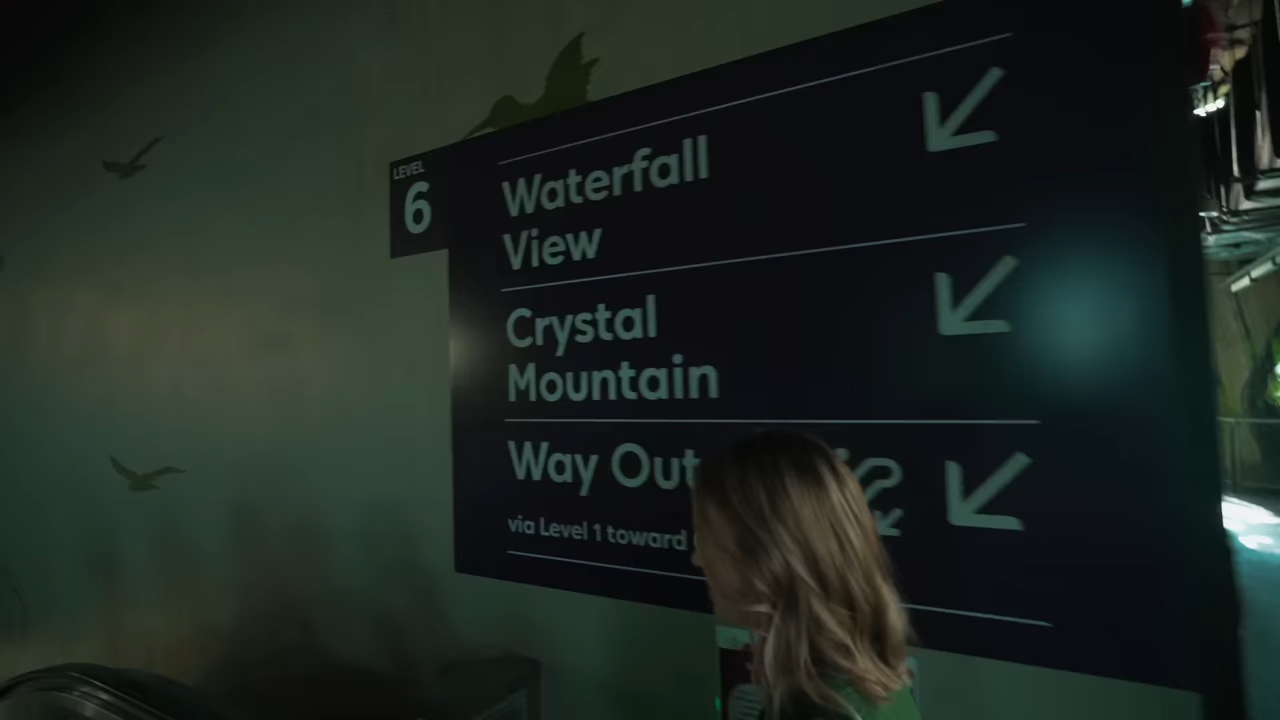 LEVEL
6
Waterfall
View
Crystal
Mountain
Way Out
via Level 1 toward